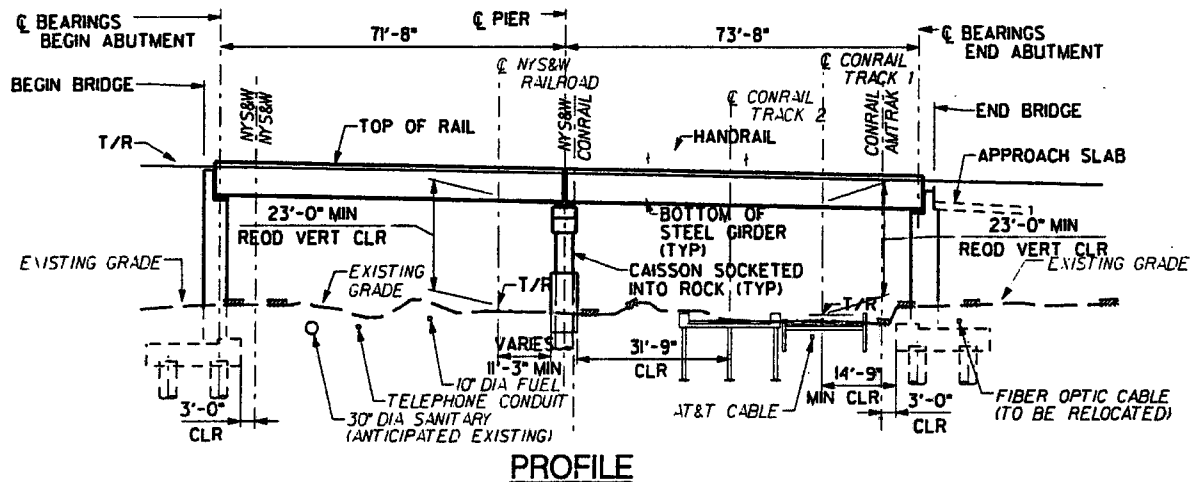 ℄ BEARINGS
BEGIN ABUTMENT
℄ PIER
71'-8"
73'-8"
℄ BEARINGS
END ABUTMENT
BEGIN BRIDGE
NYS&W
NYS&W
℄ NYS&W
RAILROAD
NYS&W
CONRAIL
℄ CONRAIL
TRACK 2
℄ CONRAIL
TRACK 1
CONRAIL
AMTRAK
END BRIDGE
T/R
TOP OF RAIL
HANDRAIL
APPROACH SLAB
23'-0" MIN
REQD VERT CLR
BOTTOM OF
STEEL GIRDER
(TYP)
23'-0" MIN
REQD VERT CLR
EXISTING GRADE
EXISTING
GRADE
T/R
CAISSON SOCKETED
INTO ROCK (TYP)
T/R
EXISTING GRADE
VARIES
11'-3" MIN
31'-9"
CLR
14'-9"
MIN CLR
3'-0"
CLR
10" DIA FUEL
TELEPHONE CONDUIT
30" DIA SANITARY
(ANTICIPATED EXISTING)
AT&T CABLE
3'-0"
CLR
FIBER OPTIC CABLE
(TO BE RELOCATED)
PROFILE